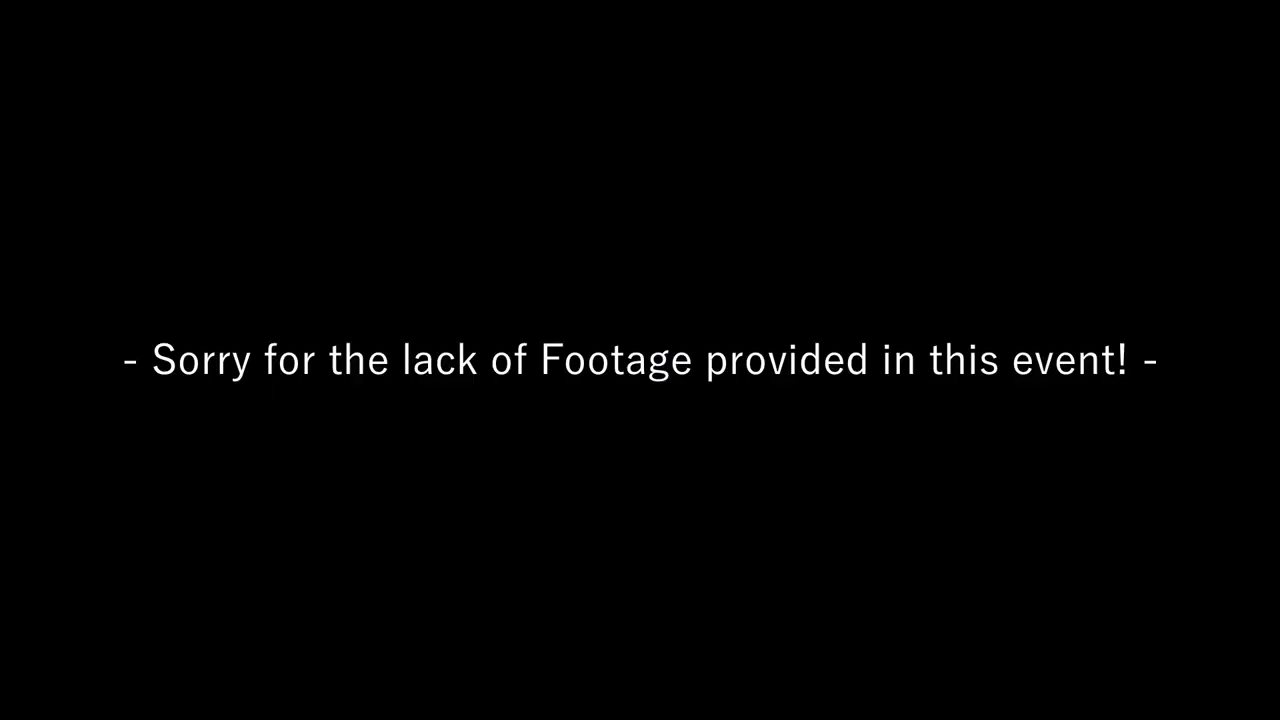 - Sorry for the lack of Footage provided in this event! -